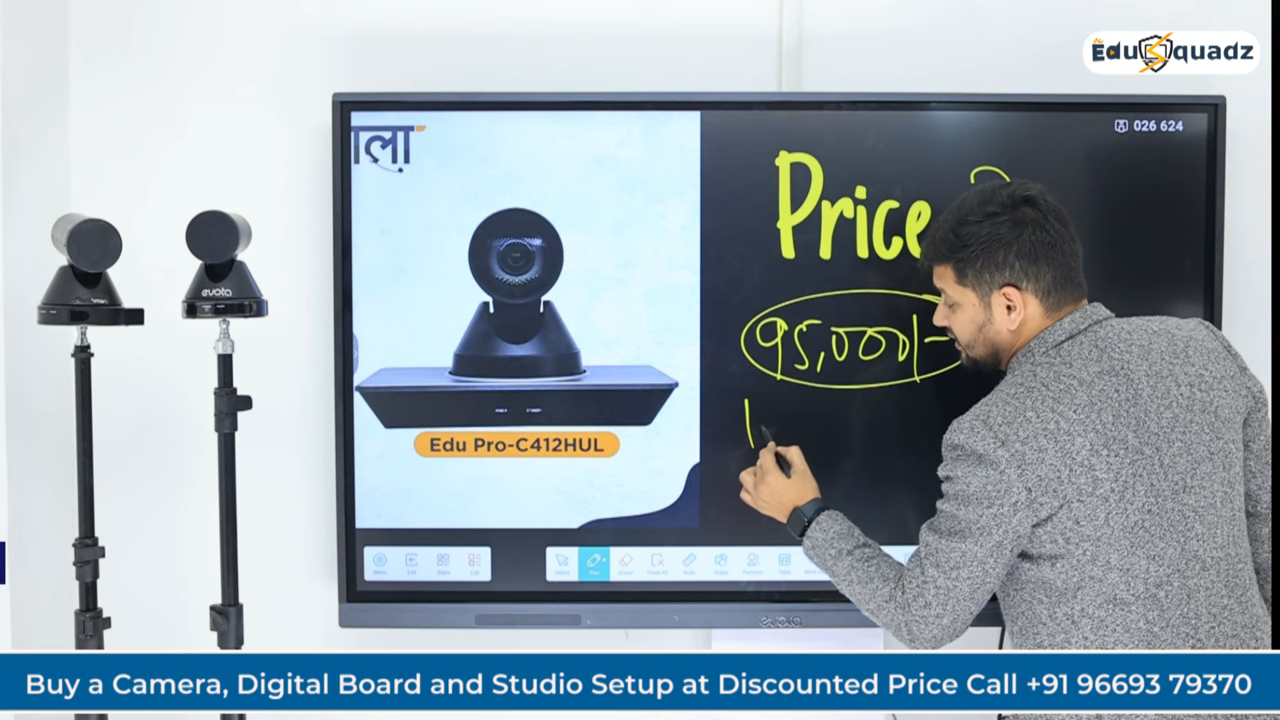 EduSquadz
026 624
ाला
Price
95,000/-
Edu Pro-C412HUL
evota
evota
Buy a Camera, Digital Board and Studio Setup at Discounted Price Call +91 96693 79370